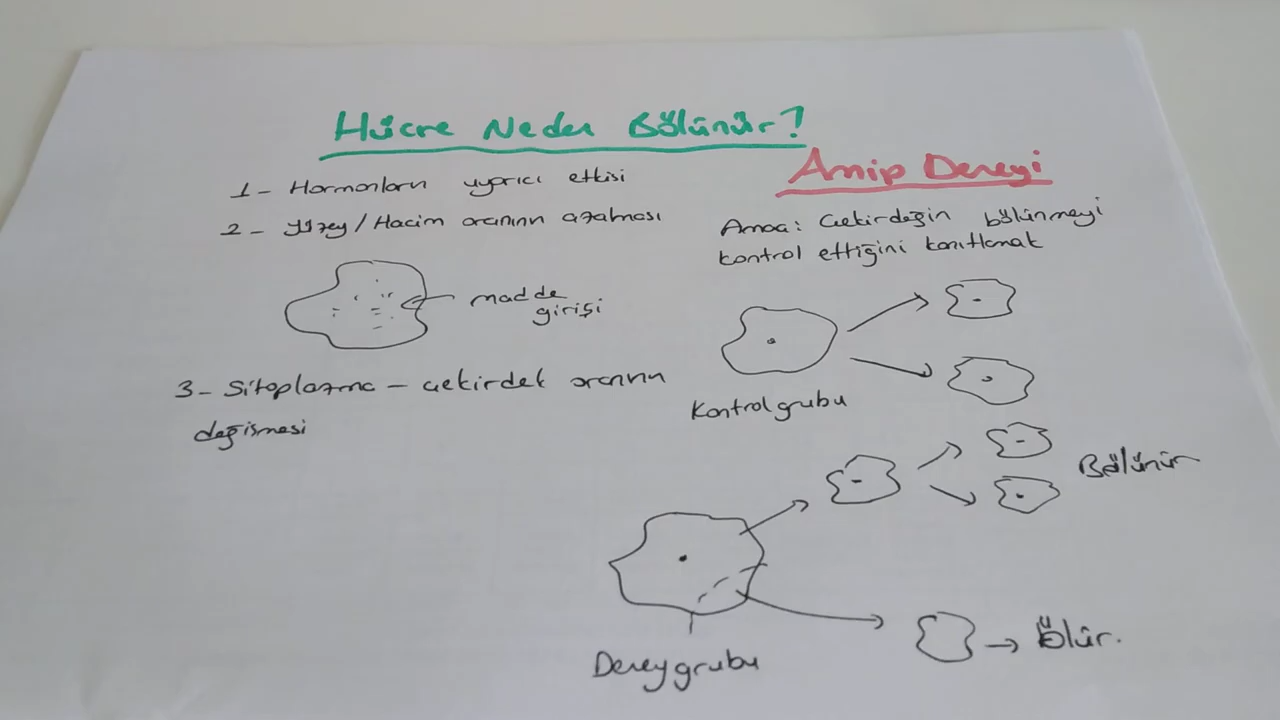 Hücre Neden Bölünür?
1- Hormonların uyarıcı etkisi
2- Yüzey/Hacim oranının azalması
madde
girişi
3- Sitoplazma - çekirdek oranının
değişmesi
Amip Deneyi
Amaç: Çekirdeğin bölünmeyi
kontrol ettiğini kanıtlamak
Kontrol grubu
Bölünür
Deney grubu
Ölür.